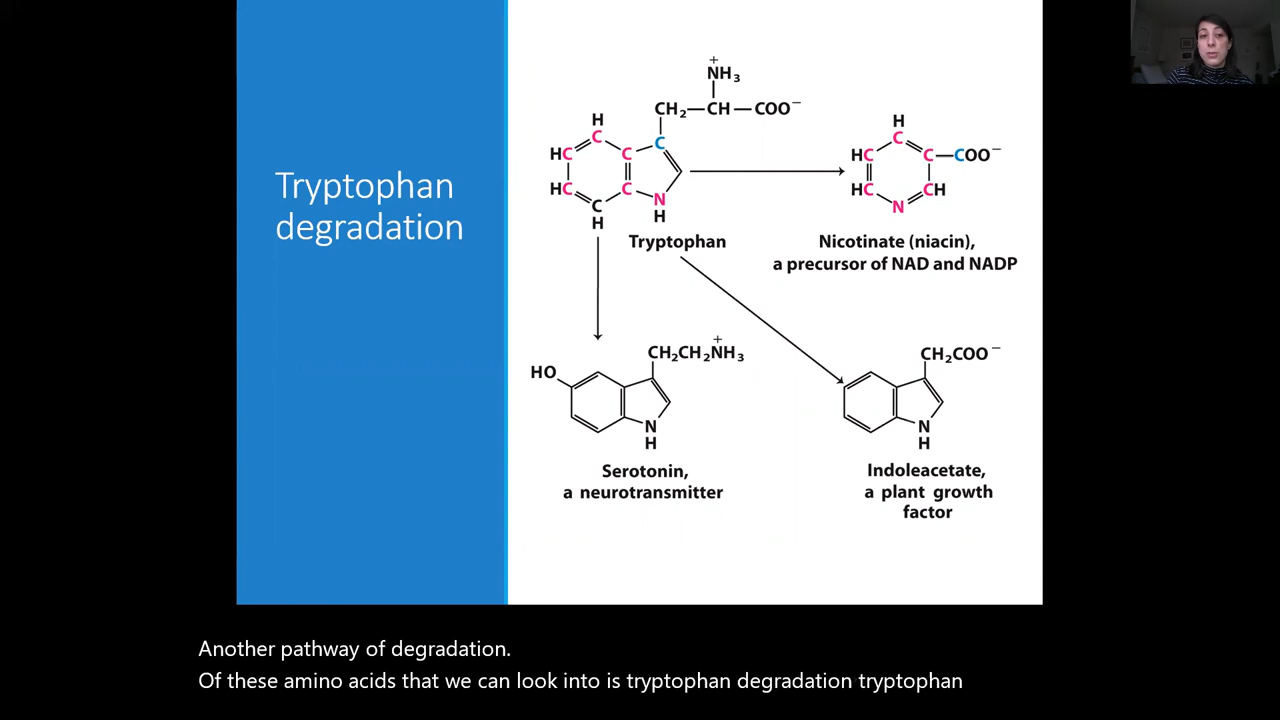 Tryptophan
degradation
+
NH3
CH2—CH—COO−
H
C
HC
C
C
HC
C
C
N
H
C
H
Tryptophan
H
C
HC
C—COO−
HC
CH
N
Nicotinate (niacin),
a precursor of NAD and NADP
+
CH2CH2NH3
HO
N
H
Serotonin,
a neurotransmitter
CH2COO−
N
H
Indoleacetate,
a plant growth
factor
Another pathway of degradation.
Of these amino acids that we can look into is tryptophan degradation tryptophan